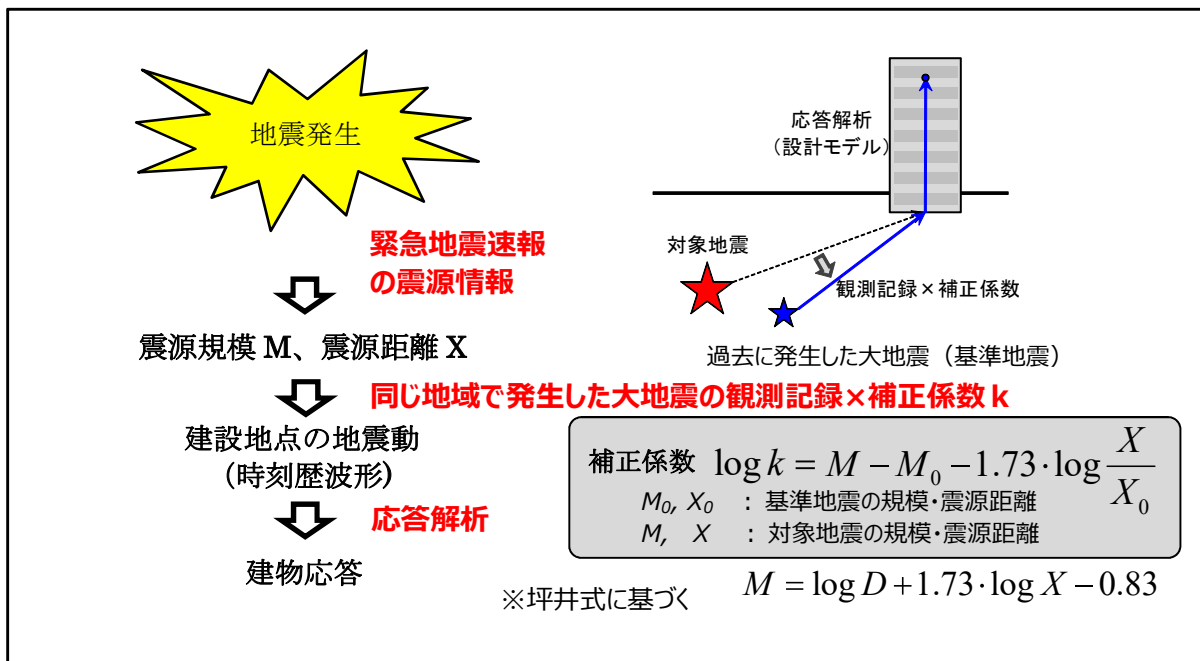 地震発生
緊急地震速報
の震源情報
震源規模 M、震源距離 X
同じ地域で発生した大地震の観測記録×補正係数 k
建設地点の地震動
(時刻歴波形)
応答解析
建物応答
応答解析
（設計モデル）
対象地震
観測記録×補正係数
過去に発生した大地震（基準地震）
補正係数 log k = M − M₀ − 1.73・log X/X₀
M₀, X₀ : 基準地震の規模・震源距離
M, X : 対象地震の規模・震源距離
※坪井式に基づく M = log D + 1.73・log X − 0.83